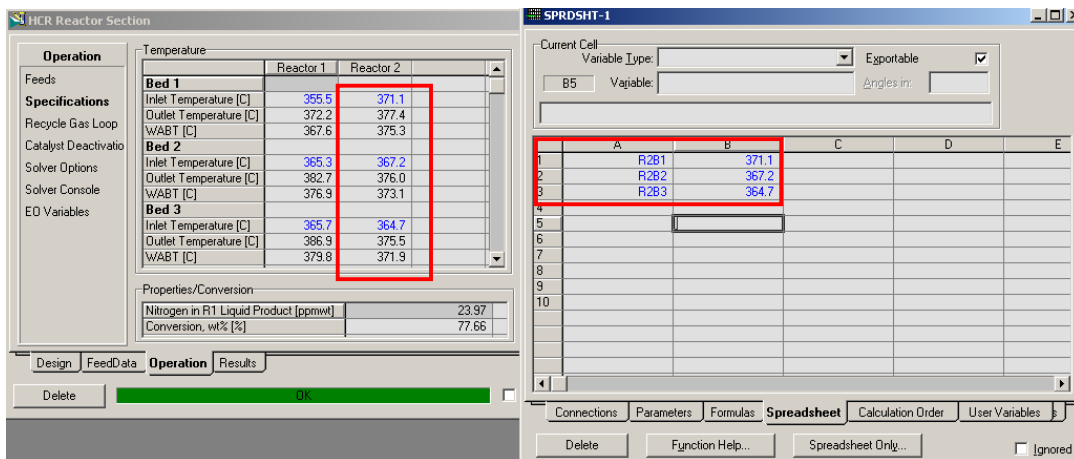 HCR Reactor Section
Operation
Feeds
Specifications
Recycle Gas Loop
Catalyst Deactivatio
Solver Options
Solver Console
EO Variables
Temperature
Reactor 1 Reactor 2
Bed 1
Inlet Temperature [C] 355.5 371.1
Outlet Temperature [C] 372.2 377.4
WABT [C] 367.6 375.3
Bed 2
Inlet Temperature [C] 365.3 367.2
Outlet Temperature [C] 382.7 376.0
WABT [C] 376.9 373.1
Bed 3
Inlet Temperature [C] 365.7 364.7
Outlet Temperature [C] 386.9 375.5
WABT [C] 379.8 371.9
Properties/Conversion
Nitrogen in R1 Liquid Product [ppmwt] 23.97
Conversion, wt% [%] 77.66
Design FeedData Operation Results
Delete OK
SPRDSHT-1
Current Cell
Variable Type: Exportable
B5 Variable: Angles in:
A B C D E
1 R2B1 371.1
2 R2B2 367.2
3 R2B3 364.7
4
5
6
7
8
9
10
Connections Parameters Formulas Spreadsheet Calculation Order User Variables
Delete Function Help... Spreadsheet Only... Ignored